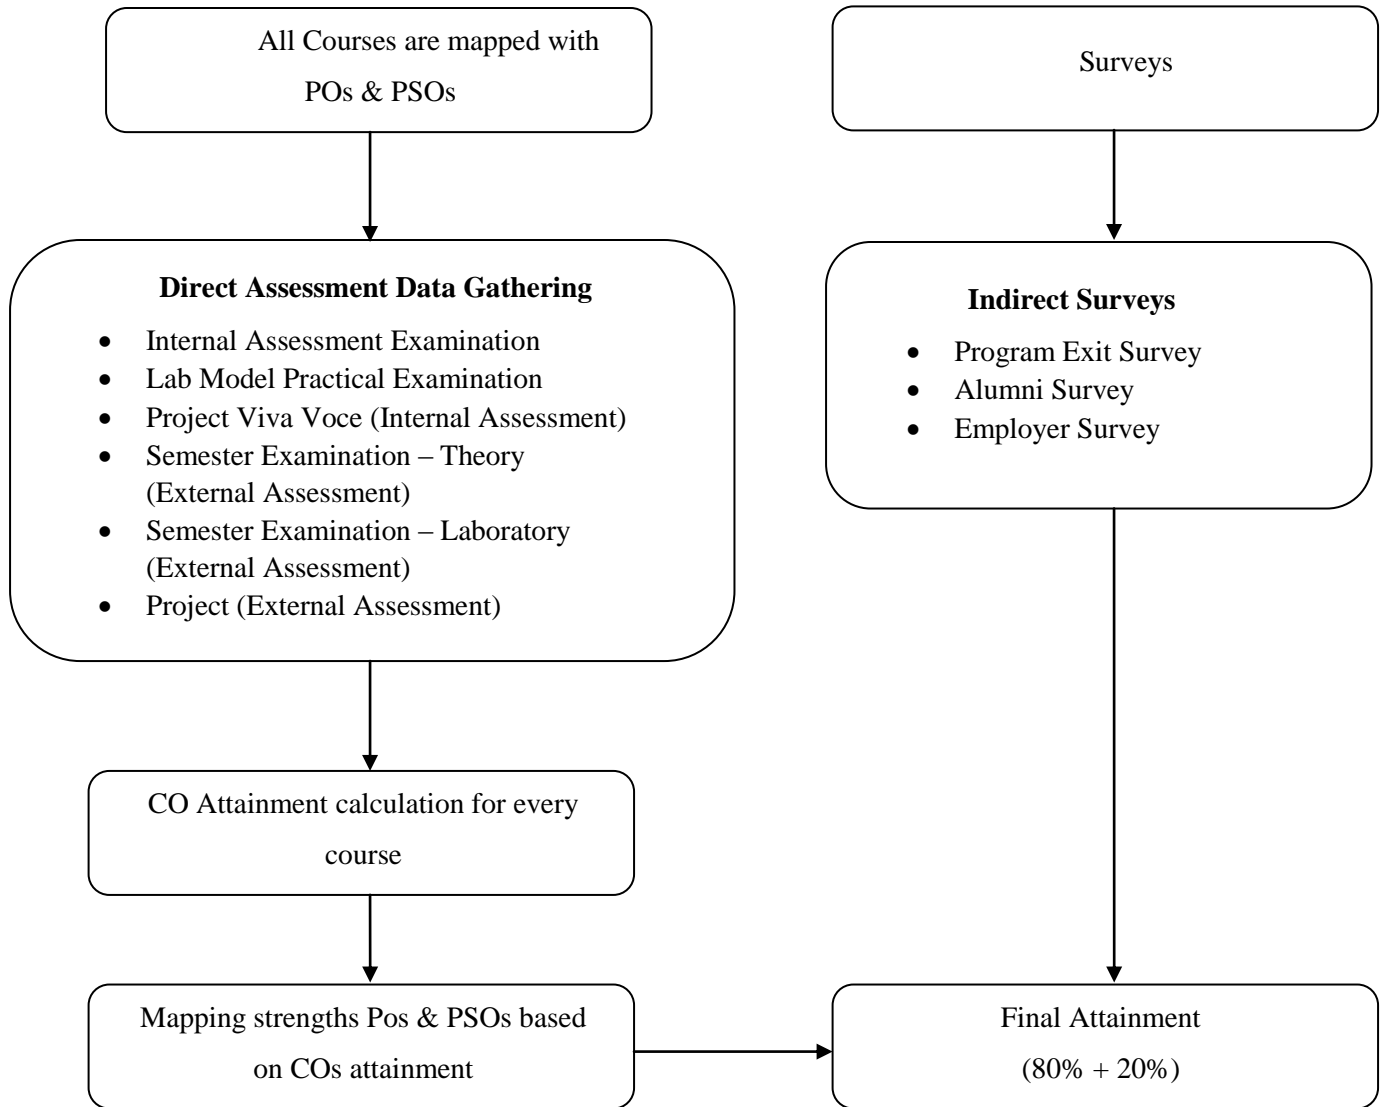 All Courses are mapped with
POs & PSOs
Surveys
Direct Assessment Data Gathering
• Internal Assessment Examination
• Lab Model Practical Examination
• Project Viva Voce (Internal Assessment)
• Semester Examination – Theory
(External Assessment)
• Semester Examination – Laboratory
(External Assessment)
• Project (External Assessment)
Indirect Surveys
• Program Exit Survey
• Alumni Survey
• Employer Survey
CO Attainment calculation for every
course
Mapping strengths Pos & PSOs based
on COs attainment
Final Attainment
(80% + 20%)